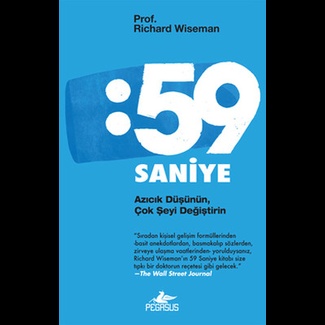 Prof.
Richard Wiseman
:59
SANİYE
Azıcık Düşünün,
Çok Şeyi Değiştirin
"Sıradan kişisel gelişim formüllerinden
-basit anekdotlardan, basmakalıp sözlerden,
zirveye ulaşma vaatlerinden- yorulduysanız,
Richard Wiseman'ın 59 Saniye kitabı size
tıpkı bir doktorun reçetesi gibi gelecek."
—The Wall Street Journal
PEGASUS